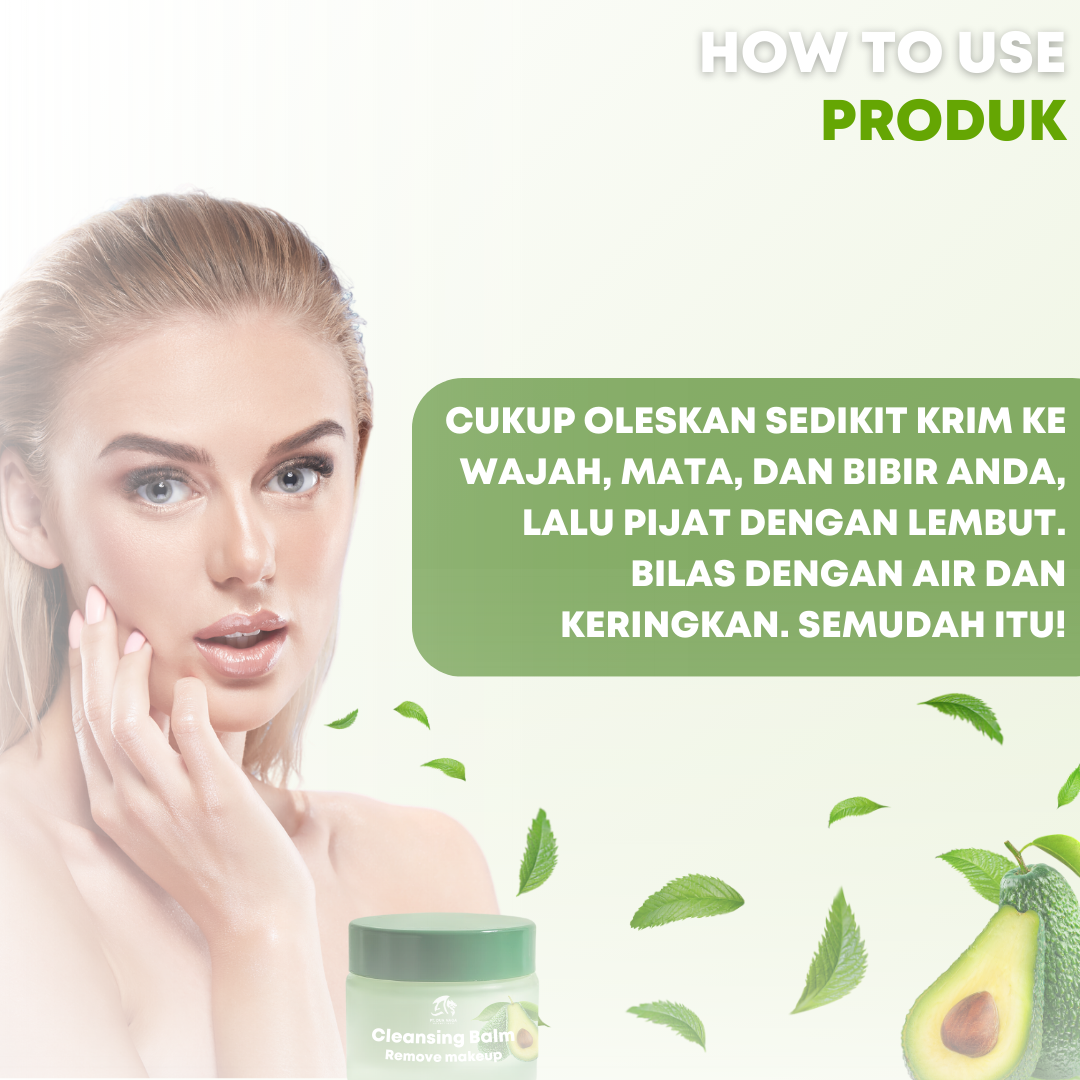 HOW TO USE
PRODUK
CUKUP OLESKAN SEDIKIT KRIM KE
WAJAH, MATA, DAN BIBIR ANDA,
LALU PIJAT DENGAN LEMBUT.
BILAS DENGAN AIR DAN
KERINGKAN. SEMUDAH ITU!
Cleansing Balm
Remove makeup